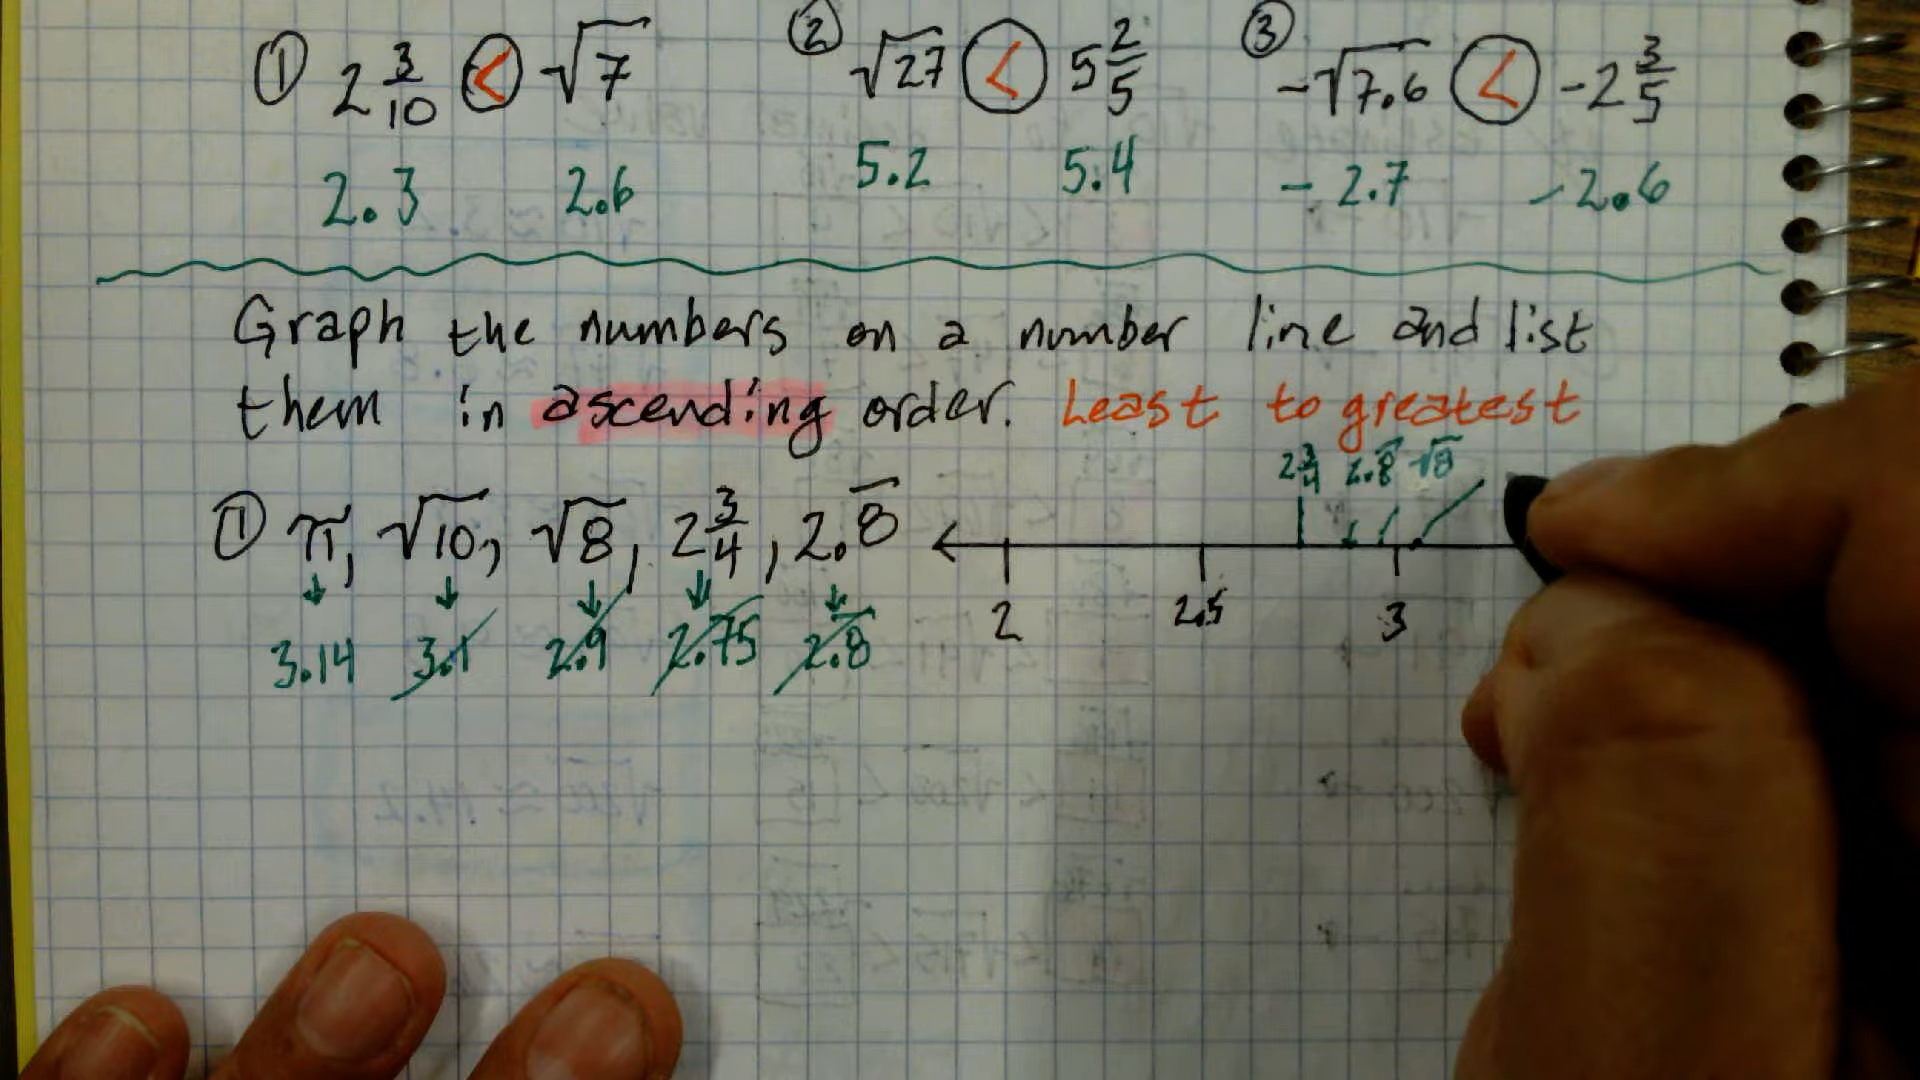 ① 2 3/10 < √7 ② √27 < 5 2/5 ③ -√7.6 < -2 3/5
2.3 2.6 5.2 5.4 - 2.7 - 2.6
Graph the numbers on a number line and list
them in ascending order. Least to greatest
2 3/4 2.8̅ √8
① π, √10, √8, 2 3/4, 2.8̅
3.14 3.1 2.9 2.75 2.8̅ 2 2.5 3